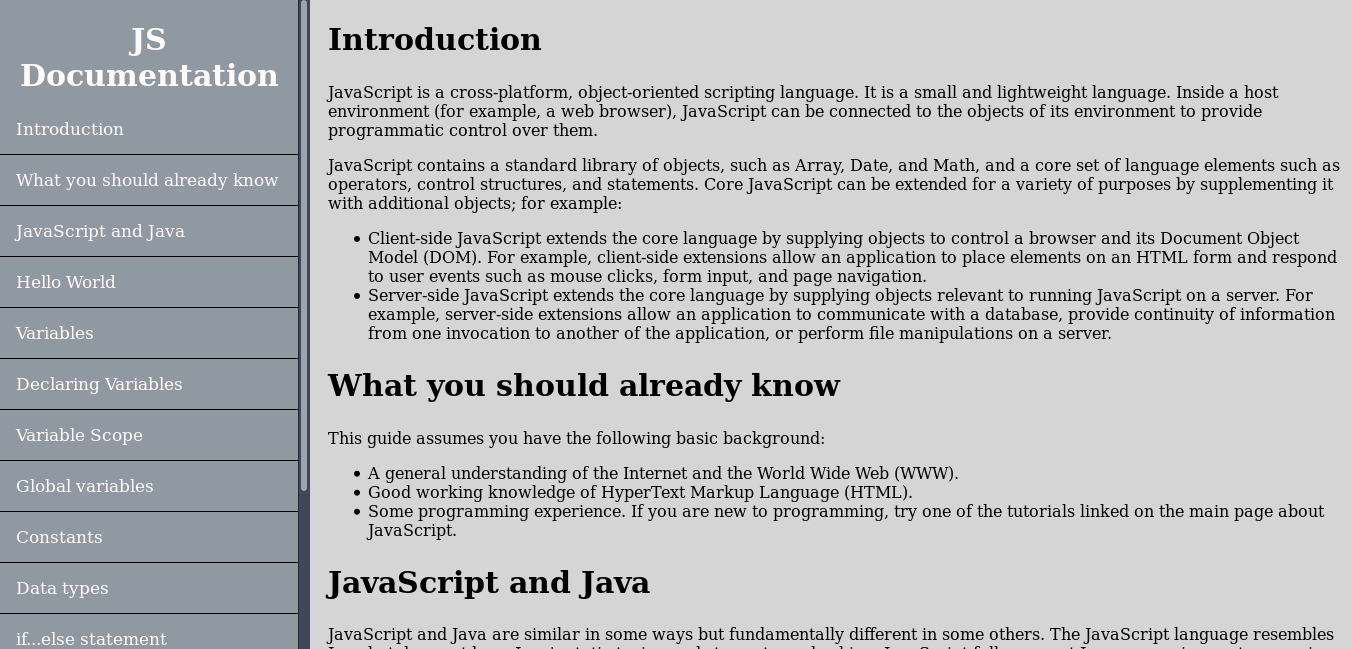 JS
Documentation
Introduction
What you should already know
JavaScript and Java
Hello World
Variables
Declaring Variables
Variable Scope
Global variables
Constants
Data types
if...else statement
Introduction
JavaScript is a cross-platform, object-oriented scripting language. It is a small and lightweight language. Inside a host
environment (for example, a web browser), JavaScript can be connected to the objects of its environment to provide
programmatic control over them.
JavaScript contains a standard library of objects, such as Array, Date, and Math, and a core set of language elements such as
operators, control structures, and statements. Core JavaScript can be extended for a variety of purposes by supplementing it
with additional objects; for example:
• Client-side JavaScript extends the core language by supplying objects to control a browser and its Document Object
Model (DOM). For example, client-side extensions allow an application to place elements on an HTML form and respond
to user events such as mouse clicks, form input, and page navigation.
• Server-side JavaScript extends the core language by supplying objects relevant to running JavaScript on a server. For
example, server-side extensions allow an application to communicate with a database, provide continuity of information
from one invocation to another of the application, or perform file manipulations on a server.
What you should already know
This guide assumes you have the following basic background:
• A general understanding of the Internet and the World Wide Web (WWW).
• Good working knowledge of HyperText Markup Language (HTML).
• Some programming experience. If you are new to programming, try one of the tutorials linked on the main page about
JavaScript.
JavaScript and Java
JavaScript and Java are similar in some ways but fundamentally different in some others. The JavaScript language resembles